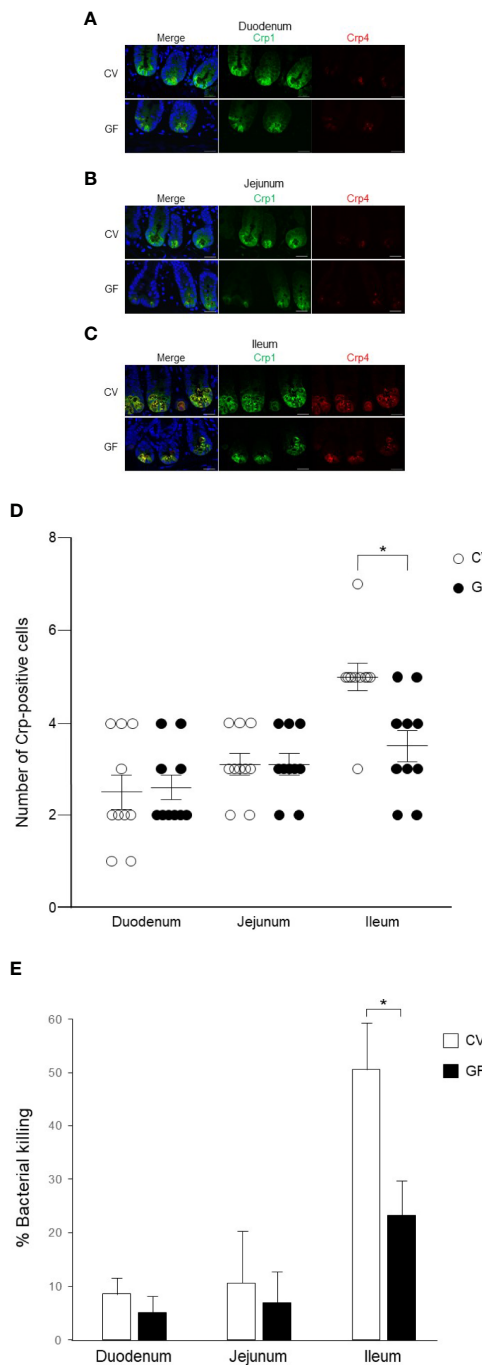 A
Duodenum
Merge Crp1 Crp4
CV
GF
B
Jejunum
Merge Crp1 Crp4
CV
GF
C
Ileum
Merge Crp1 Crp4
CV
GF
D
Number of Crp-positive cells
8
6
4
2
0
*
Duodenum Jejunum Ileum
E
% Bacterial killing
60
50
40
30
20
10
0
*
CV
GF
Duodenum Jejunum Ileum